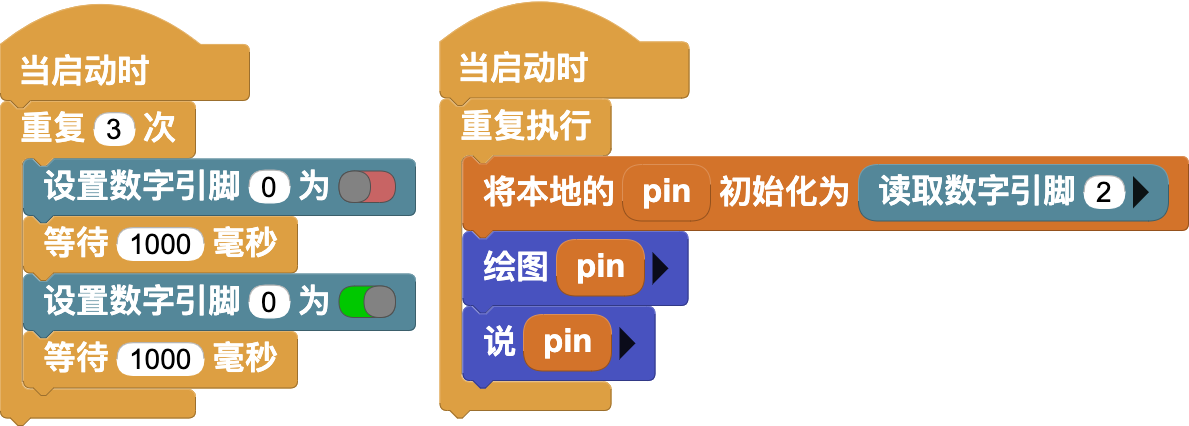 当启动时
重复 3 次
设置数字引脚 0 为
等待 1000 毫秒
设置数字引脚 0 为
等待 1000 毫秒
当启动时
重复执行
将本地的 pin 初始化为 读取数字引脚 2
绘图 pin
说 pin